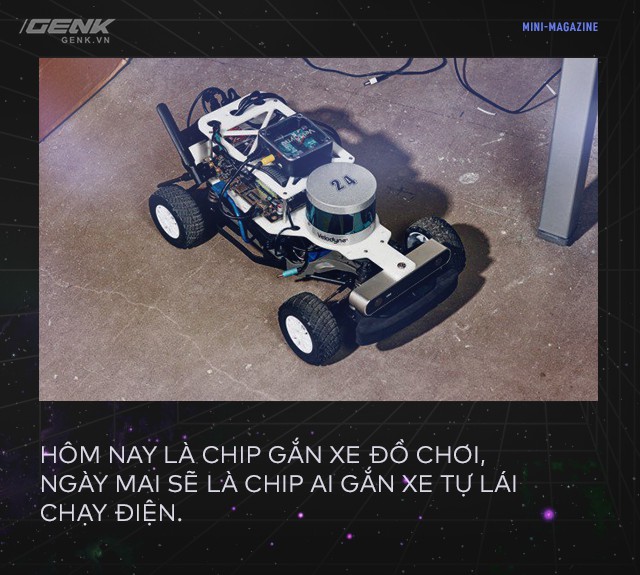 GENK
GENK.VN
MINI-MAGAZINE
24
Velodyne
HÔM NAY LÀ CHIP GẮN XE ĐỒ CHƠI,
NGÀY MAI SẼ LÀ CHIP AI GẮN XE TỰ LÁI
CHẠY ĐIỆN.